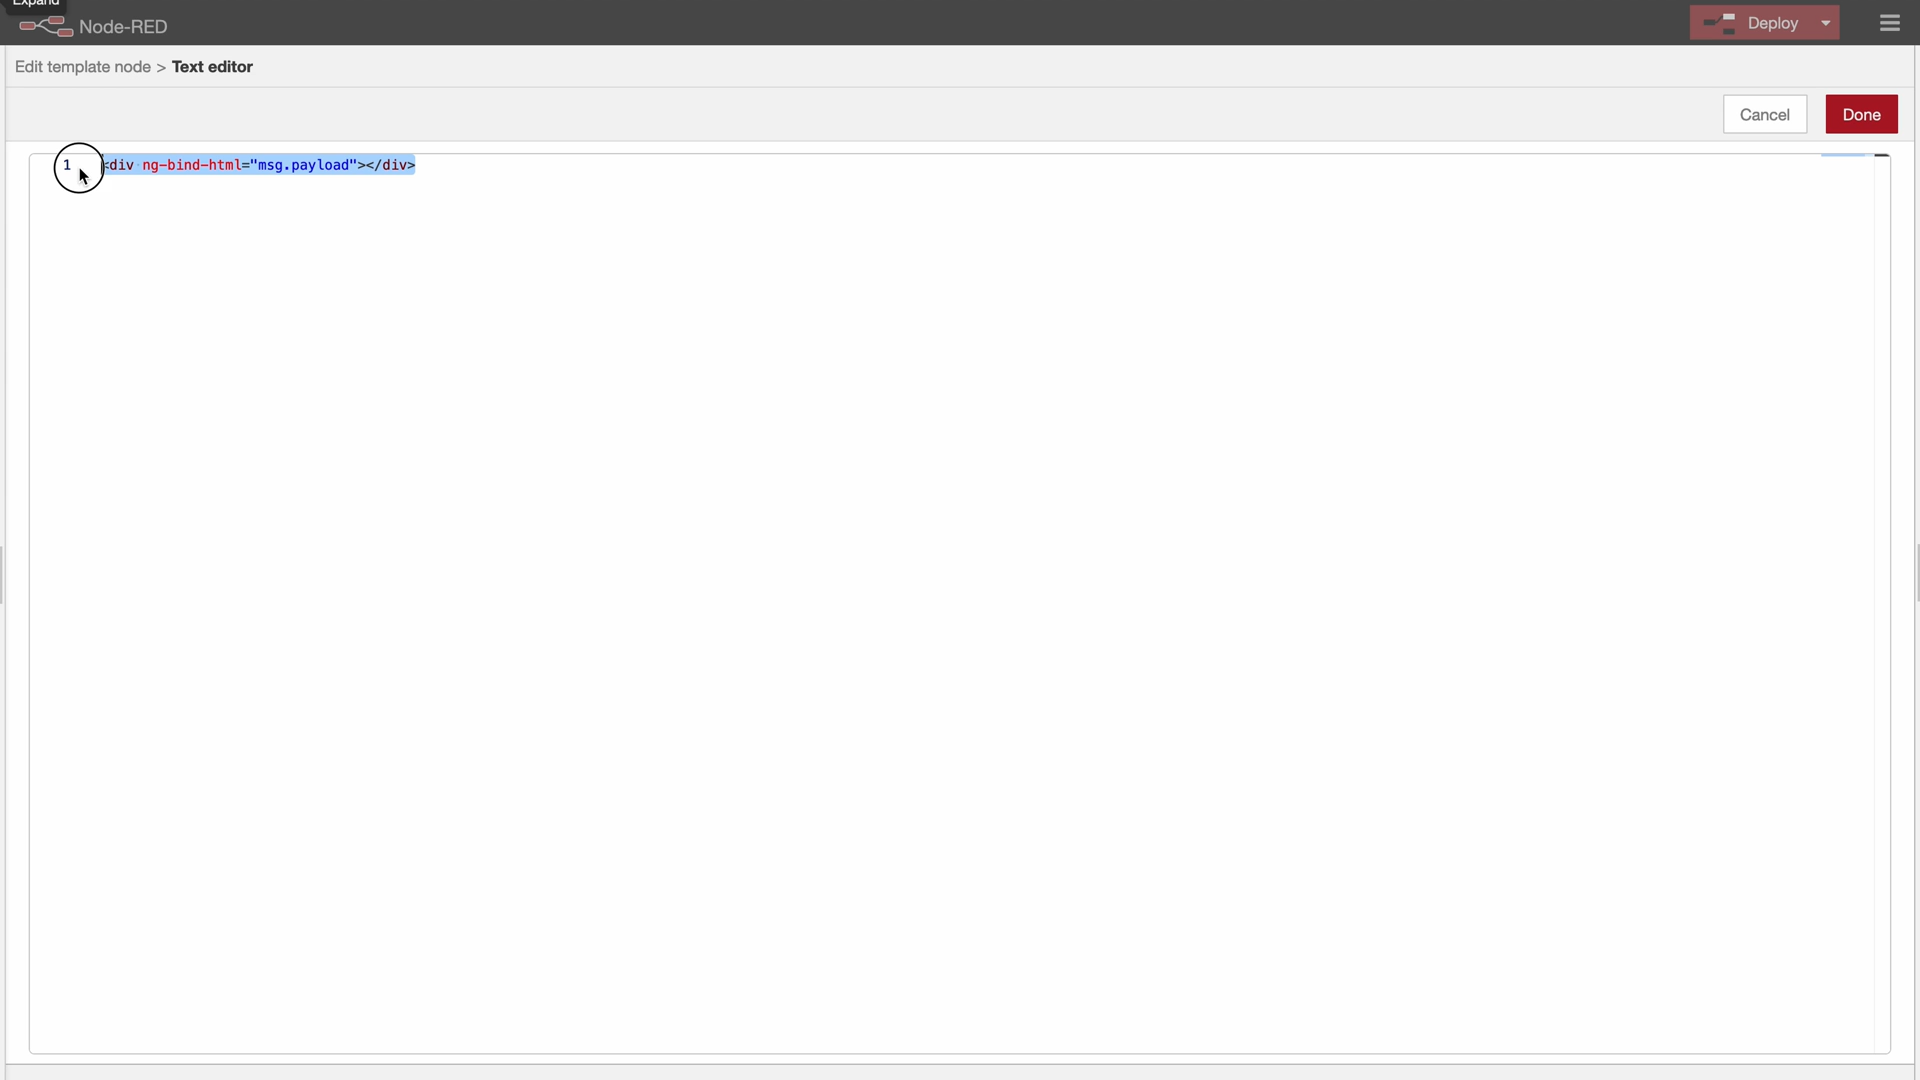 Expand
Node-RED
Deploy
Edit template node > Text editor
Cancel
Done
1 <div ng-bind-html="msg.payload"></div>